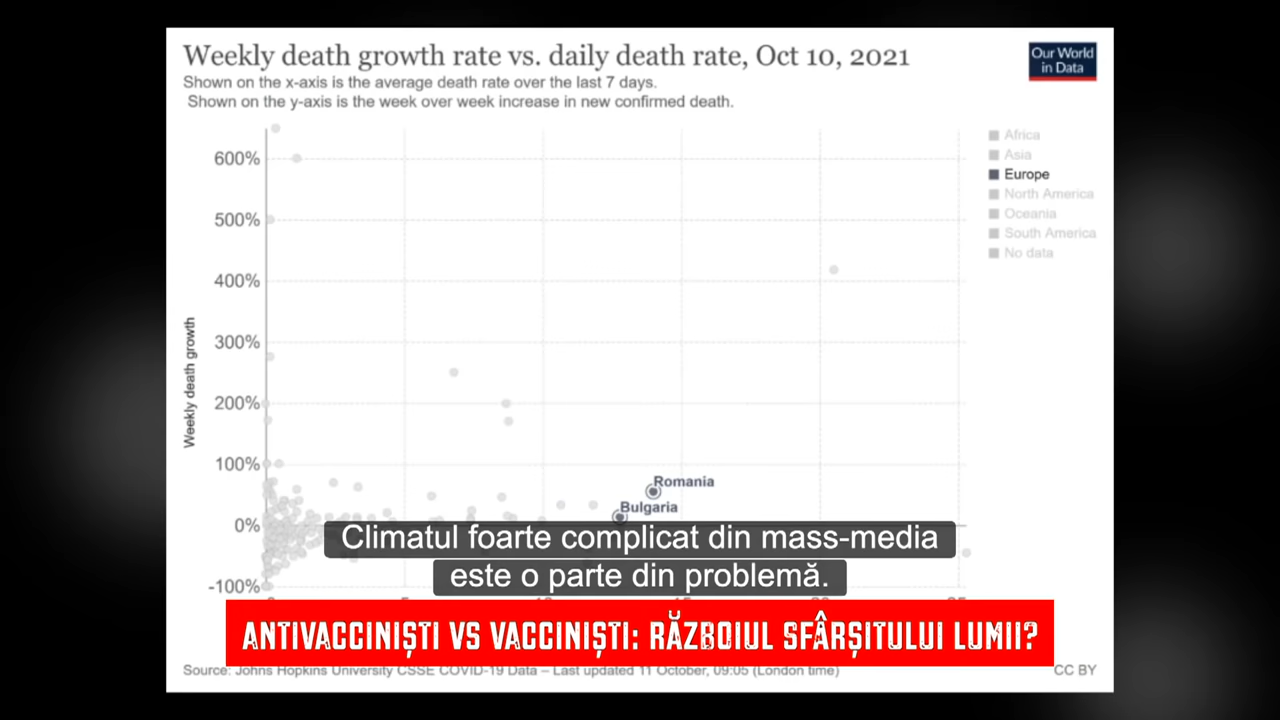 Weekly death growth rate vs. daily death rate, Oct 10, 2021
Our World
in Data
Shown on the x-axis is the average death rate over the last 7 days.
Shown on the y-axis is the week over week increase in new confirmed death.
Africa
Asia
Europe
North America
Oceania
South America
No data
600%
500%
400%
300%
200%
100%
0%
-100%
Weekly death growth
Romania
Bulgaria
Climatul foarte complicat din mass-media
este o parte din problemă.
ANTIVACCINIȘTI VS VACCINIȘTI: RĂZBOIUL SFÂRȘITULUI LUMII?
Source: Johns Hopkins University CSSE COVID-19 Data – Last updated 11 October, 09:05 (London time)
CC BY